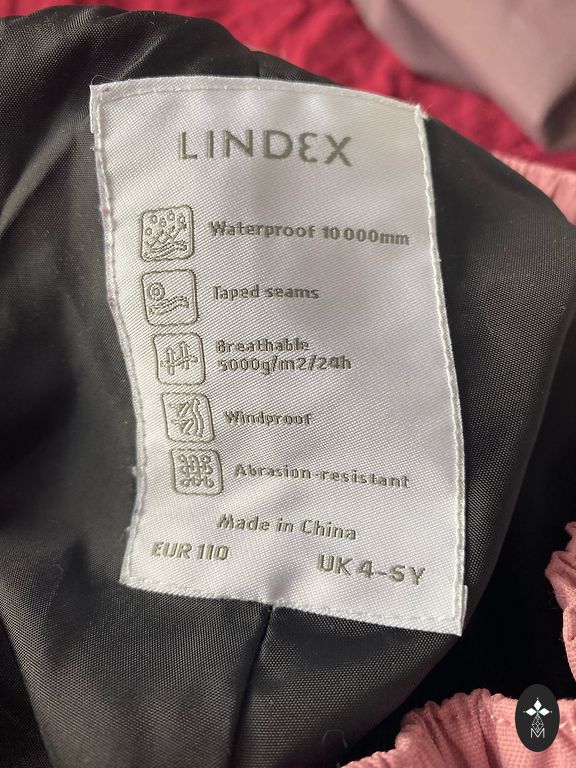 LINDEX
Waterproof 10 000mm
Taped seams
Breathable
5000g/m2/24h
Windproof
Abrasion-resistant
Made in China
EUR 110 UK 4-5Y